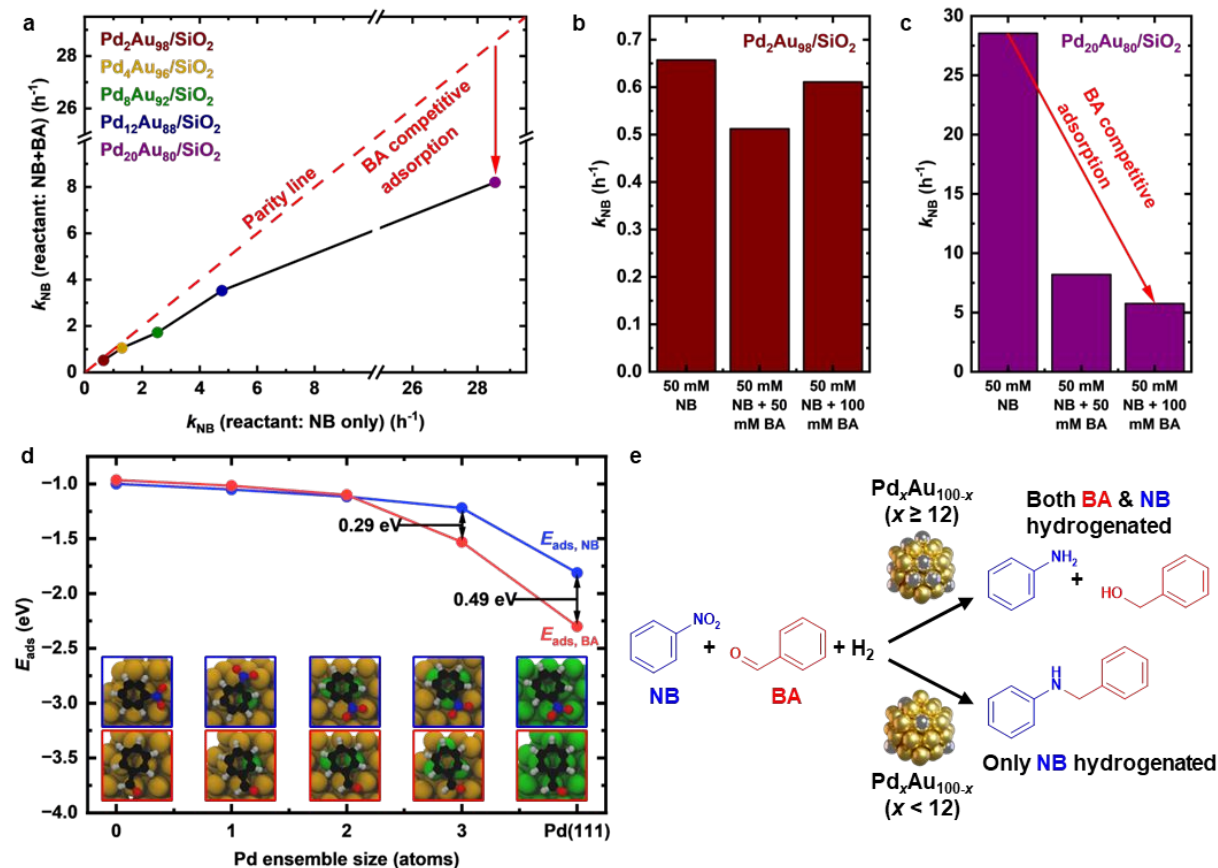 a
Pd₂Au₉₈/SiO₂
Pd₄Au₉₆/SiO₂
Pd₈Au₉₂/SiO₂
Pd₁₂Au₈₈/SiO₂
Pd₂₀Au₈₀/SiO₂
Parity line
BA competitive
adsorption
28
26
8
6
4
2
0
0 2 4 6 8 26 28
k_NB (reactant: NB+BA) (h⁻¹)
k_NB (reactant: NB only) (h⁻¹)
b
Pd₂Au₉₈/SiO₂
0.7
0.6
0.5
0.4
0.3
0.2
0.1
0.0
k_NB (h⁻¹)
50 mM
NB
50 mM
NB + 50
mM BA
50 mM
NB + 100
mM BA
c
Pd₂₀Au₈₀/SiO₂
BA competitive
adsorption
30
25
20
15
10
5
0
k_NB (h⁻¹)
50 mM
NB
50 mM
NB + 50
mM BA
50 mM
NB + 100
mM BA
d
−1.0
−1.5
−2.0
−2.5
−3.0
−3.5
−4.0
E_ads (eV)
0.29 eV
0.49 eV
E_ads, NB
E_ads, BA
0 1 2 3 Pd(111)
Pd ensemble size (atoms)
e
PdₓAu₁₀₀₋ₓ
(x ≥ 12)
Both BA & NB
hydrogenated
NH₂
+
HO
NO₂
+
O
+ H₂
NB
BA
H
N
PdₓAu₁₀₀₋ₓ
(x < 12)
Only NB hydrogenated